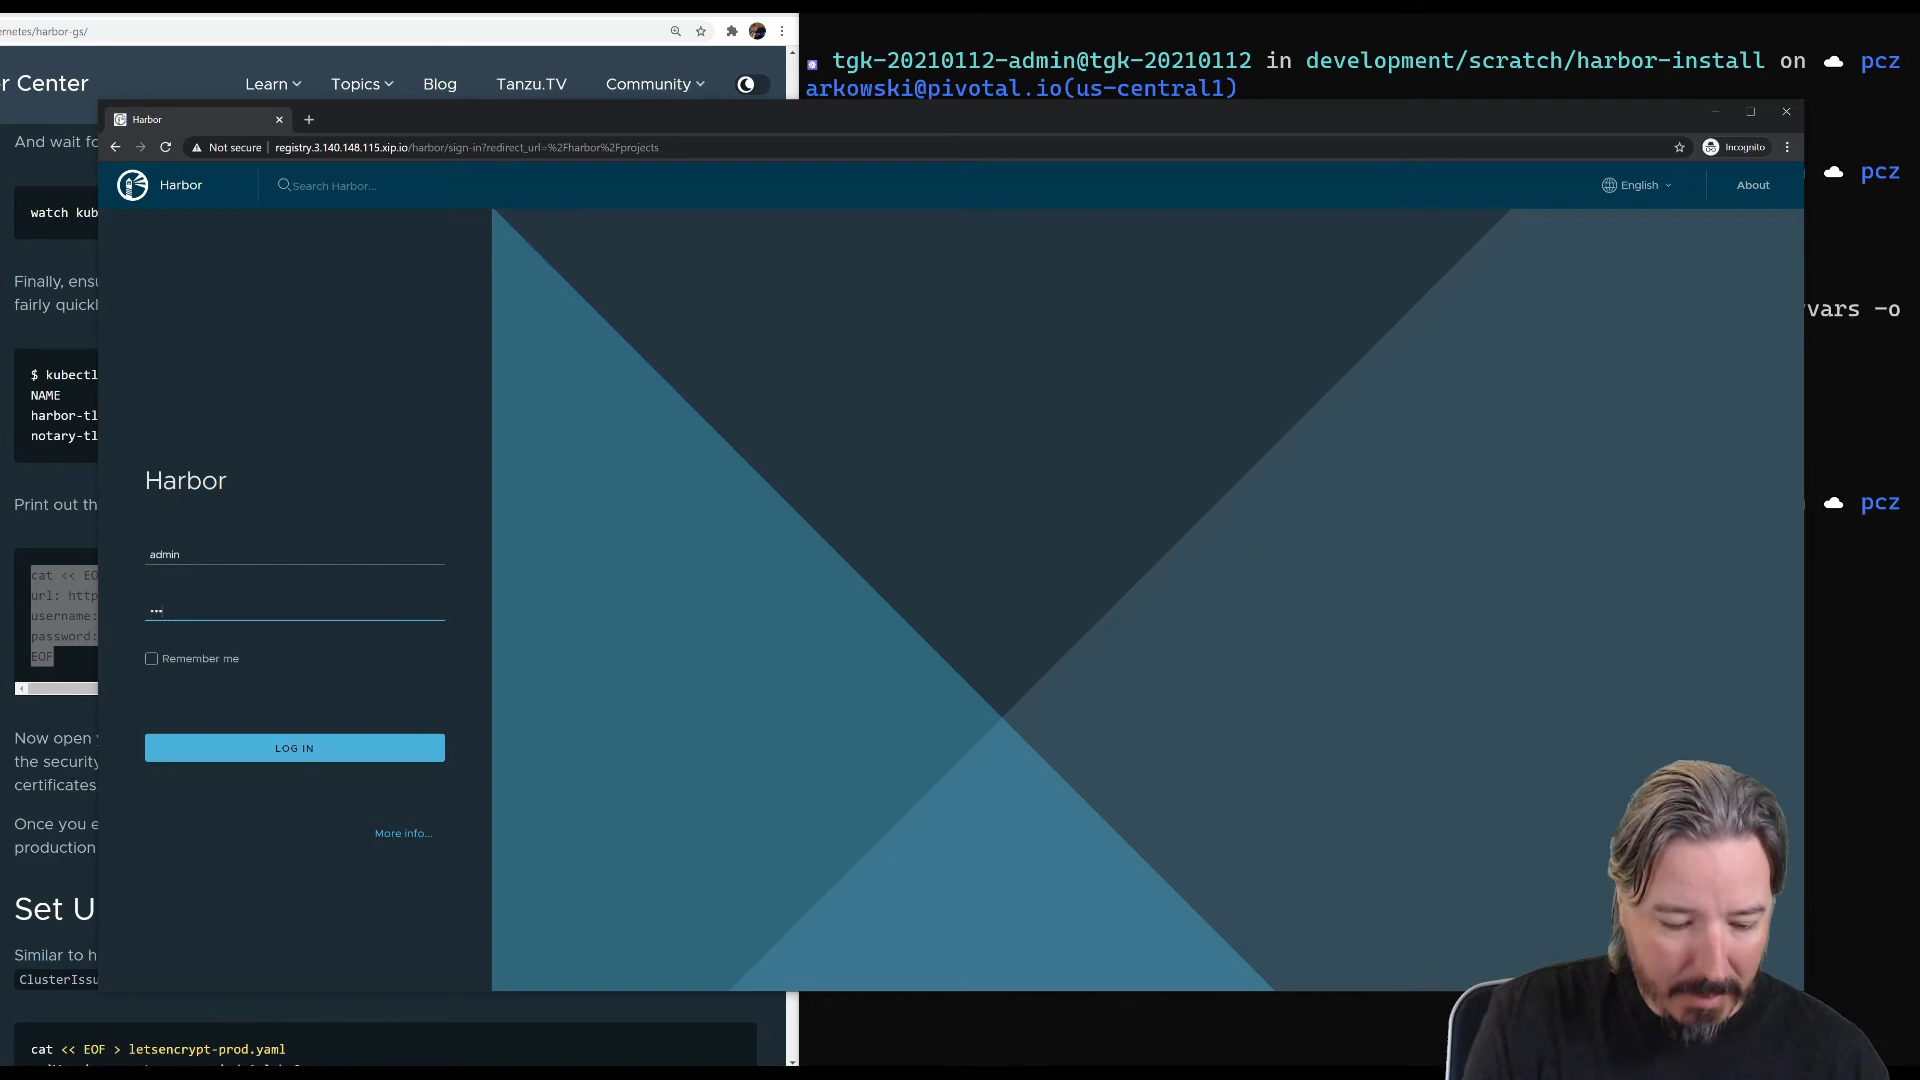 ernetes/harbor-gs/
er Center
Learn
Topics
Blog
Tanzu.TV
Community
And wait fo
watch kub
Finally, ensu
fairly quickl
$ kubectl
NAME
harbor-tl
notary-tl
Print out th
cat << EO
url: http
username:
password:
EOF
Now open
the security
certificates
Once you e
production
Set U
Similar to h
ClusterIssu
cat << EOF > letsencrypt-prod.yaml
tgk-20210112-admin@tgk-20210112 in development/scratch/harbor-install on pcz
arkowski@pivotal.io(us-central1)
pcz
vars -o
pcz
Harbor
Not secure
registry.3.140.148.115.xip.io/harbor/sign-in?redirect_url=%2Fharbor%2Fprojects
Incognito
Harbor
Search Harbor...
English
About
Harbor
admin
•••
Remember me
LOG IN
More info...